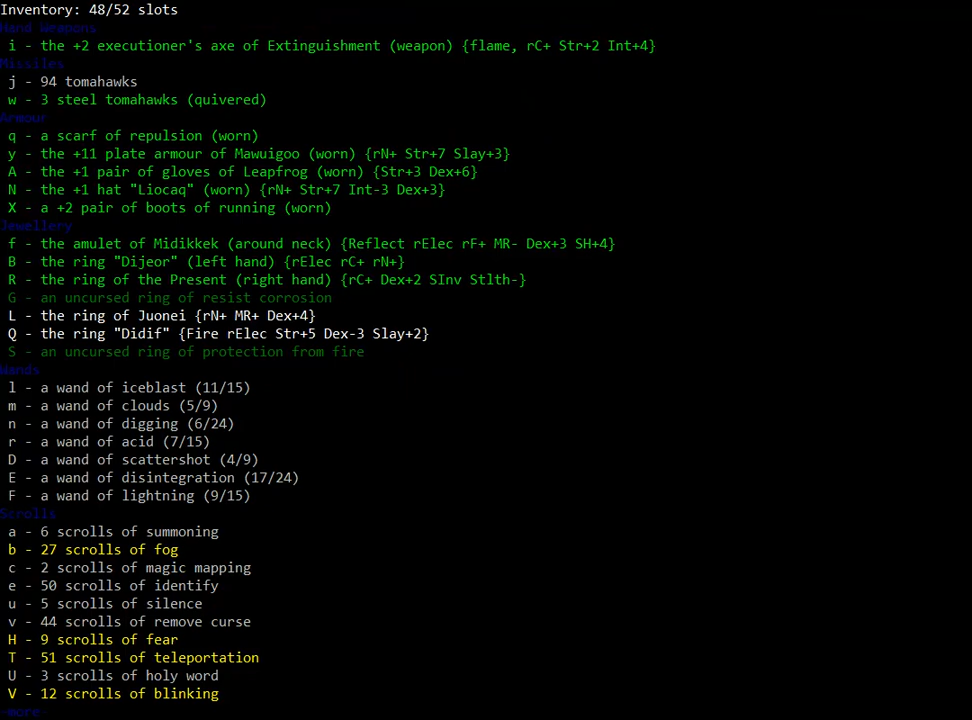 Inventory: 48/52 slots
Hand Weapons
i - the +2 executioner's axe of Extinguishment (weapon) {flame, rC+ Str+2 Int+4}
Missiles
j - 94 tomahawks
w - 3 steel tomahawks (quivered)
Armour
q - a scarf of repulsion (worn)
y - the +11 plate armour of Mawuigoo (worn) {rN+ Str+7 Slay+3}
A - the +1 pair of gloves of Leapfrog (worn) {Str+3 Dex+6}
N - the +1 hat "Liocaq" (worn) {rN+ Str+7 Int-3 Dex+3}
X - a +2 pair of boots of running (worn)
Jewellery
f - the amulet of Midikkek (around neck) {Reflect rElec rF+ MR- Dex+3 SH+4}
B - the ring "Dijeor" (left hand) {rElec rC+ rN+}
R - the ring of the Present (right hand) {rC+ Dex+2 SInv Stlth-}
G - an uncursed ring of resist corrosion
L - the ring of Juonei {rN+ MR+ Dex+4}
Q - the ring "Didif" {Fire rElec Str+5 Dex-3 Slay+2}
S - an uncursed ring of protection from fire
Wands
l - a wand of iceblast (11/15)
m - a wand of clouds (5/9)
n - a wand of digging (6/24)
r - a wand of acid (7/15)
D - a wand of scattershot (4/9)
E - a wand of disintegration (17/24)
F - a wand of lightning (9/15)
Scrolls
a - 6 scrolls of summoning
b - 27 scrolls of fog
c - 2 scrolls of magic mapping
e - 50 scrolls of identify
u - 5 scrolls of silence
v - 44 scrolls of remove curse
H - 9 scrolls of fear
T - 51 scrolls of teleportation
U - 3 scrolls of holy word
V - 12 scrolls of blinking
-more-